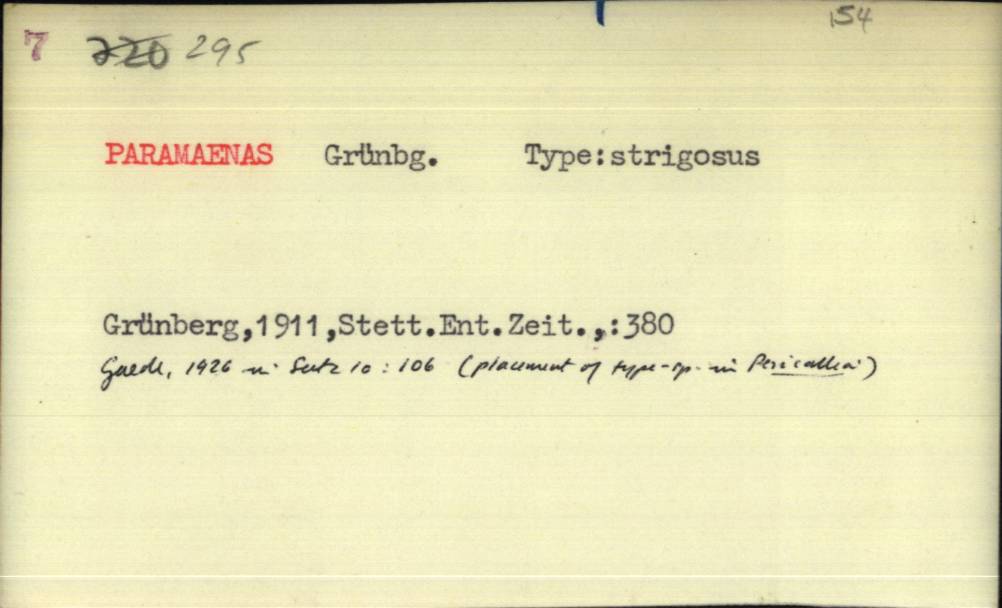 154
7 220 295
PARAMAENAS Grünbg. Type:strigosus
Grünberg,1911,Stett.Ent.Zeit.,:380
Gaede, 1926 in Seitz 10 : 106 (placement of type-sp. in Pericallia)